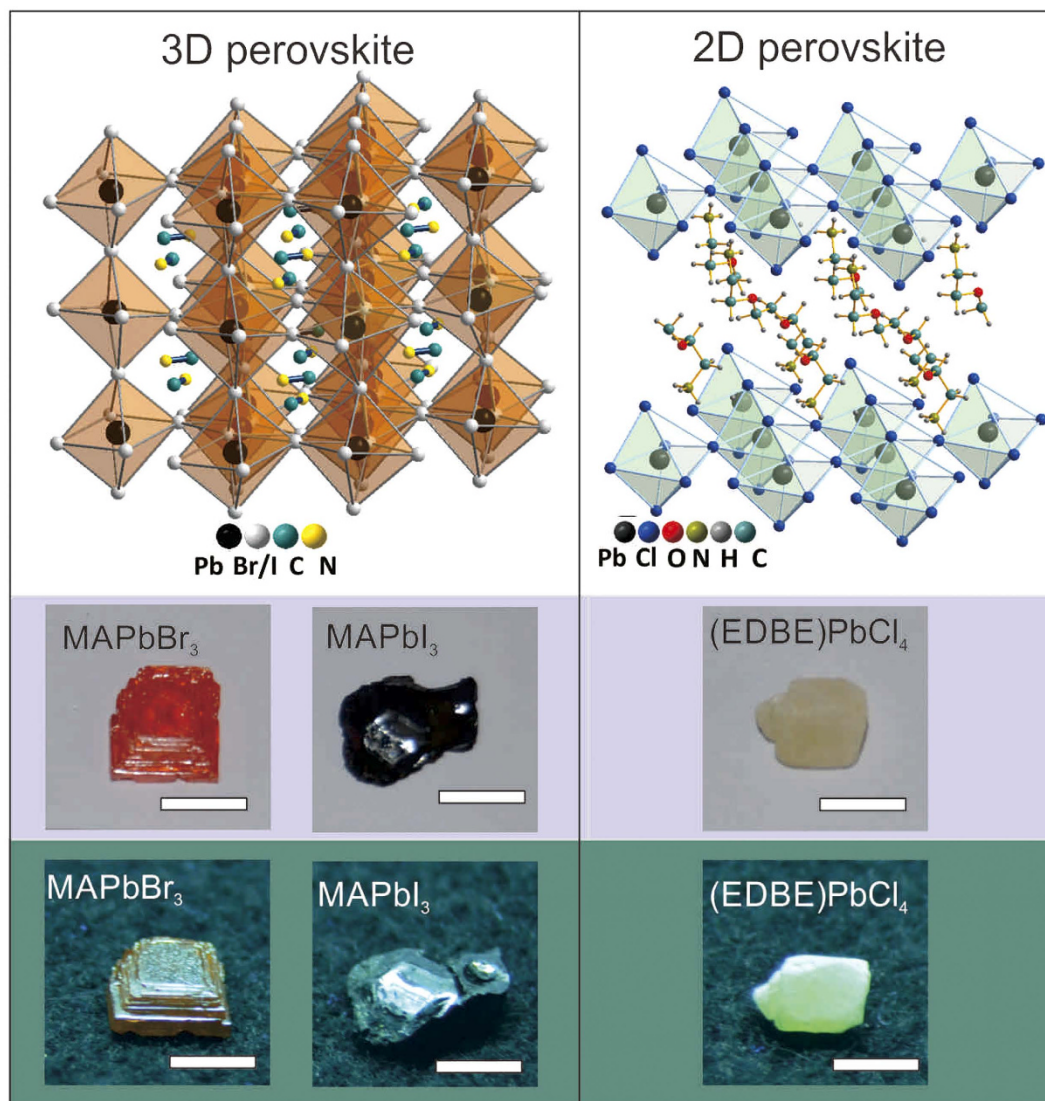 3D perovskite
2D perovskite
Pb Br/I C N
Pb Cl O N H C
MAPbBr₃
MAPbI₃
(EDBE)PbCl₄
MAPbBr₃
MAPbI₃
(EDBE)PbCl₄